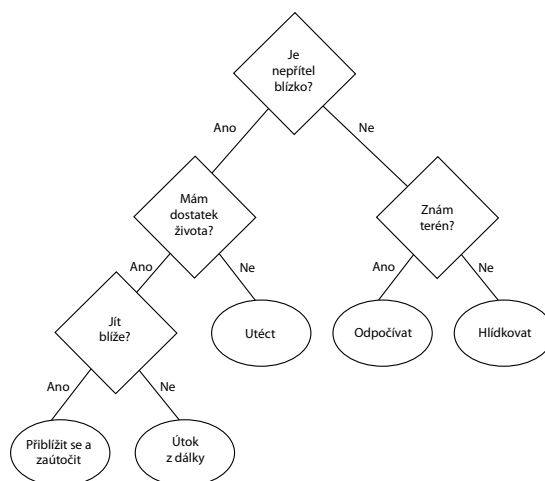 Je
nepřítel
blízko?
Ano
Ne
Mám
dostatek
života?
Znám
terén?
Ano
Ne
Ano
Ne
Jít
blíže?
Utéct
Odpočívat
Hlídkovat
Ano
Ne
Přiblížit se a
zaútočit
Útok
z dálky